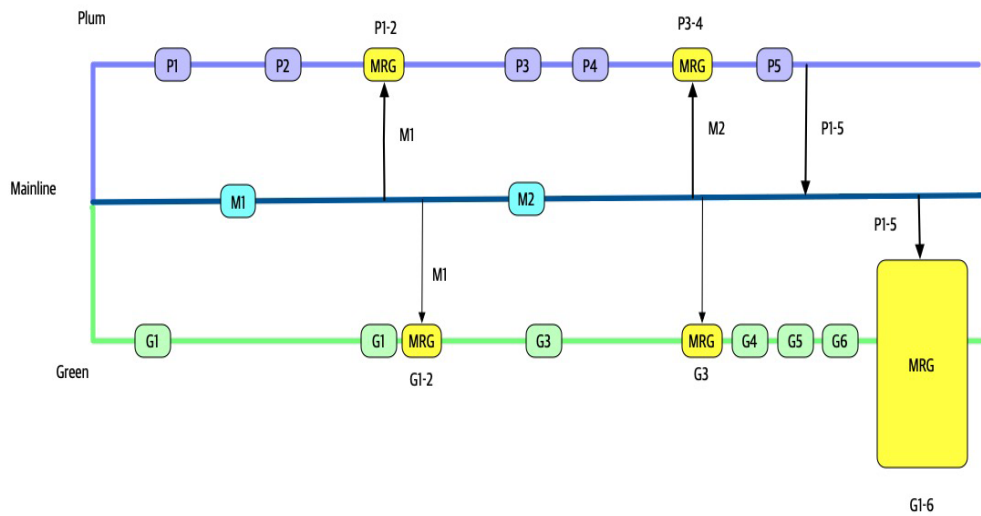 Plum
P1-2
P3-4
P1
P2
MRG
P3
P4
MRG
P5
M1
M2
P1-5
Mainline
M1
M2
P1-5
M1
G1
G1
MRG
G3
MRG
G4
G5
G6
MRG
Green
G1-2
G3
G1-6